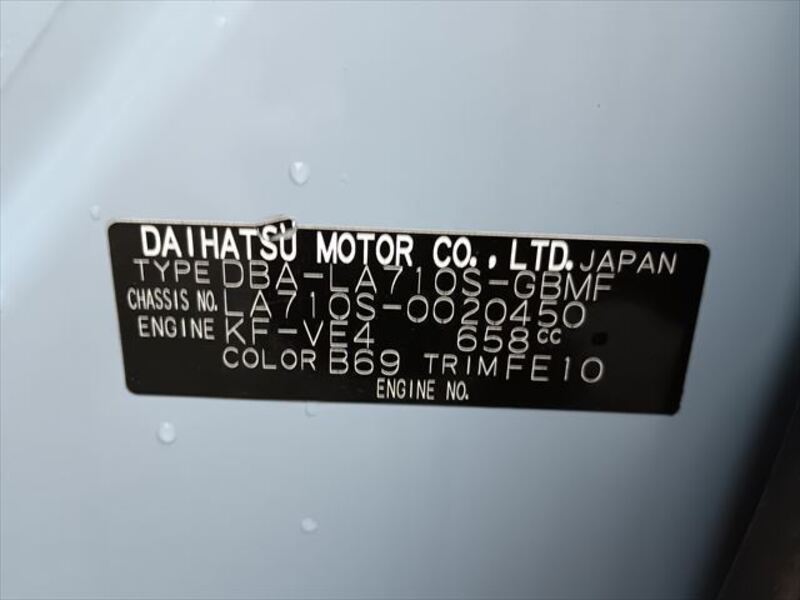 DAIHATSU MOTOR CO., LTD. JAPAN
TYPE DBA-LA710S-GBMF
CHASSIS NO. LA710S-0020450
ENGINE KF-VE4 658cc
COLOR B69 TRIM FE10
ENGINE NO.